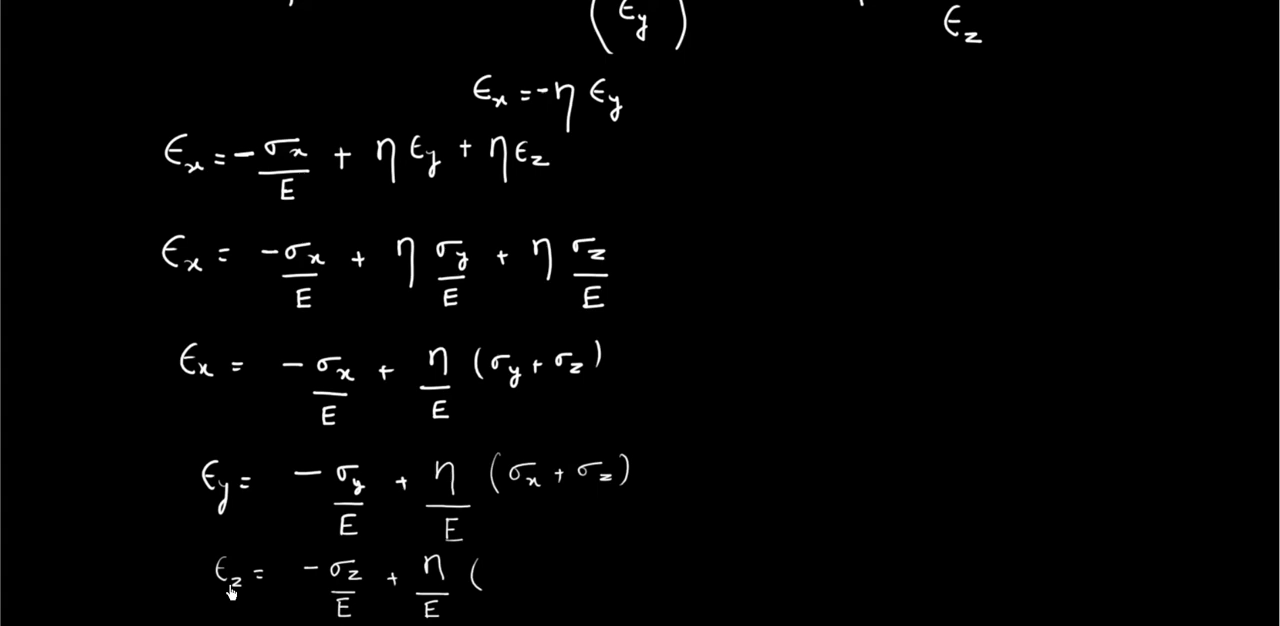 ( ϵy ) ϵz
ϵx = -η ϵy
ϵx = - σx/E + η ϵy + η ϵz
ϵx = -σx/E + η σy/E + η σz/E
ϵx = - σx/E + η/E (σy + σz)
ϵy = - σy/E + η/E (σx + σz)
ϵz = - σz/E + η/E (